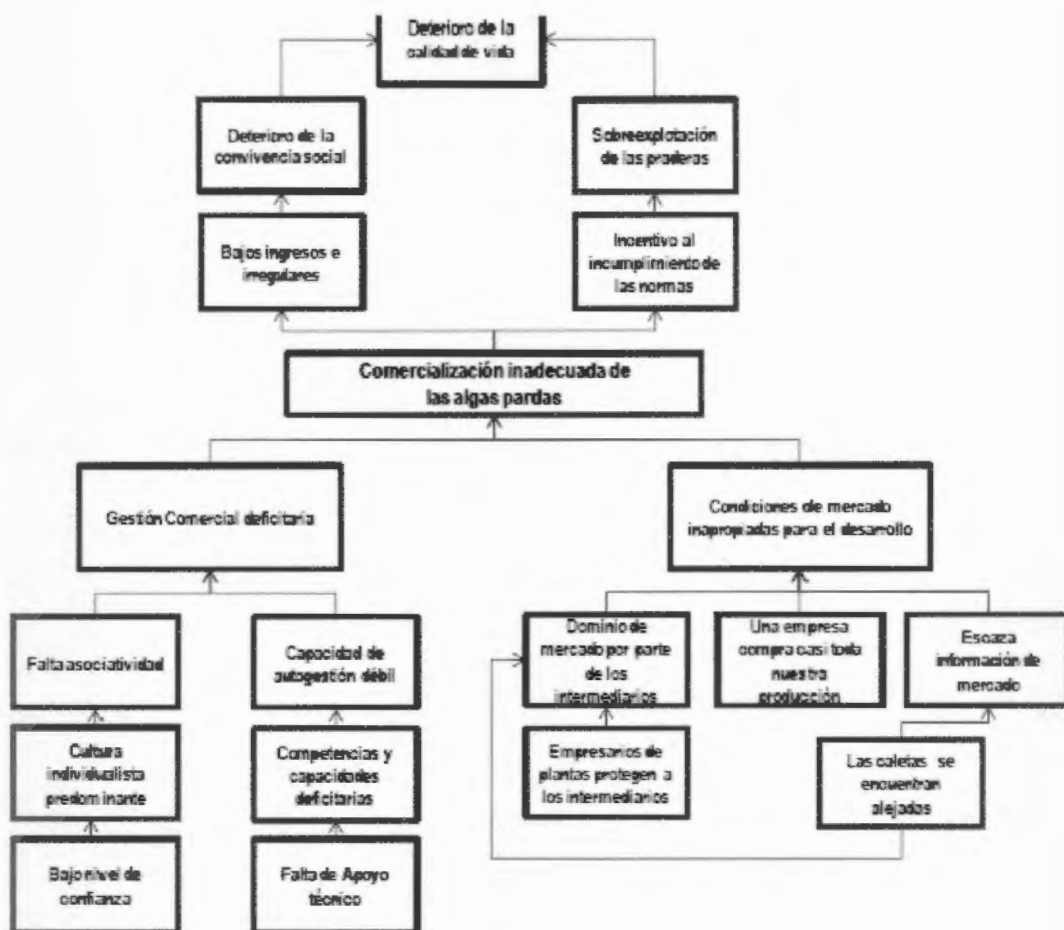 Deterioro de la
calidad de vida
Deterioro de la
convivencia social
Sobreexplotación
de las praderas
Bajos ingresos e
irregulares
Incentivo al
incumplimiento de
las normas
Comercialización inadecuada de
las algas pardas
Gestión Comercial deficitaria
Condiciones de mercado
inapropiadas para el desarrollo
Falta asociatividad
Capacidad de
autogestión débil
Dominio de
mercado por parte
de los
intermediarios
Una empresa
compra casi toda
nuestra
producción
Escaza
información de
mercado
Cultura
individualista
predominante
Competencias y
capacidades
deficitarias
Empresarios de
plantas protegen a
los intermediarios
Las caletas se
encuentran
alejadas
Bajo nivel de
confianza
Falta de Apoyo
técnico